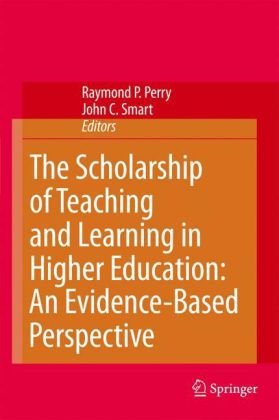 Raymond P. Perry
John C. Smart
Editors
The Scholarship
of Teaching
and Learning in
Higher Education:
An Evidence-Based
Perspective
Springer